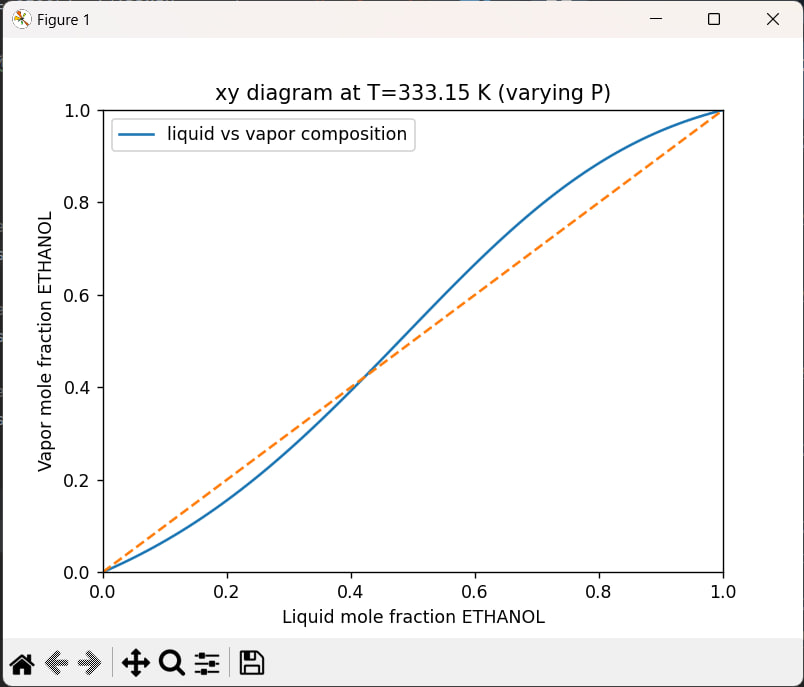 Figure 1
xy diagram at T=333.15 K (varying P)
liquid vs vapor composition
1.0
0.8
0.6
0.4
0.2
0.0
Vapor mole fraction ETHANOL
0.0 0.2 0.4 0.6 0.8 1.0
Liquid mole fraction ETHANOL